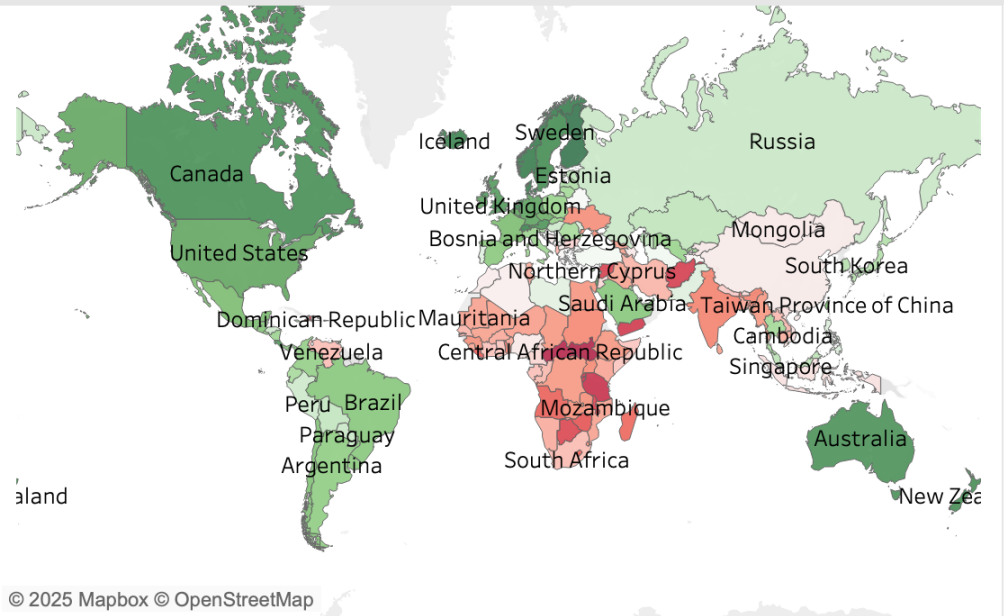 Iceland
Sweden
Russia
Canada
Estonia
United Kingdom
Mongolia
Bosnia and Herzegovina
United States
South Korea
Northern Cyprus
Saudi Arabia
Taiwan Province of China
Dominican Republic
Mauritania
Cambodia
Venezuela
Central African Republic
Singapore
Peru
Brazil
Mozambique
Paraguay
Australia
South Africa
Argentina
aland
New Zea
© 2025 Mapbox © OpenStreetMap